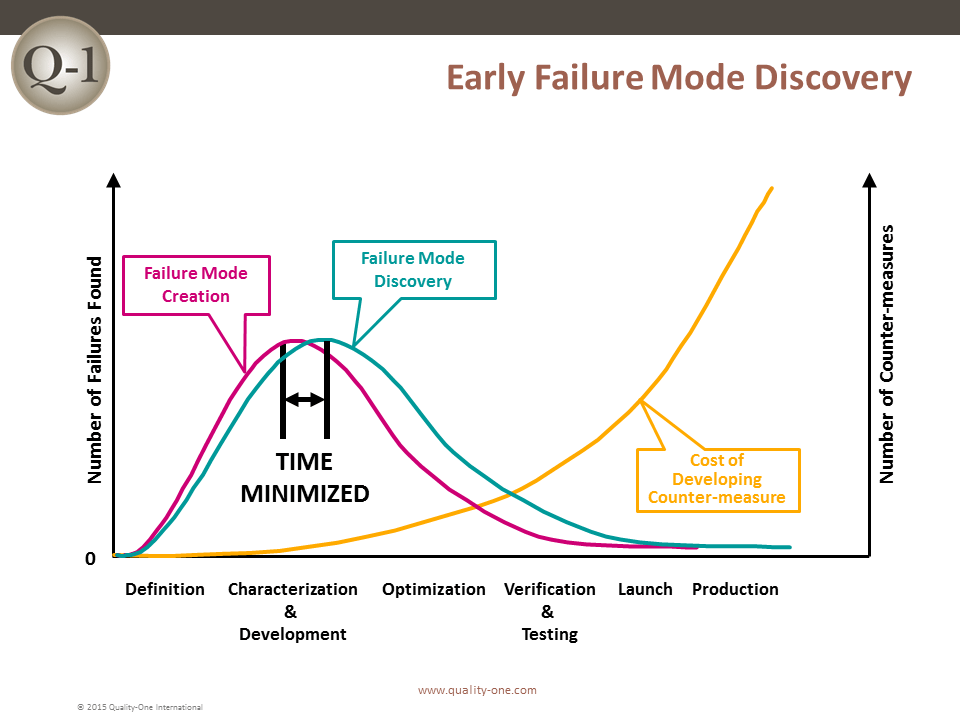 Q-1
Early Failure Mode Discovery
Number of Failures Found
Failure Mode
Creation
Failure Mode
Discovery
TIME
MINIMIZED
Cost of
Developing
Counter-measure
Number of Counter-measures
0
Definition
Characterization
&
Development
Optimization
Verification
&
Testing
Launch
Production
www.quality-one.com
© 2015 Quality-One International